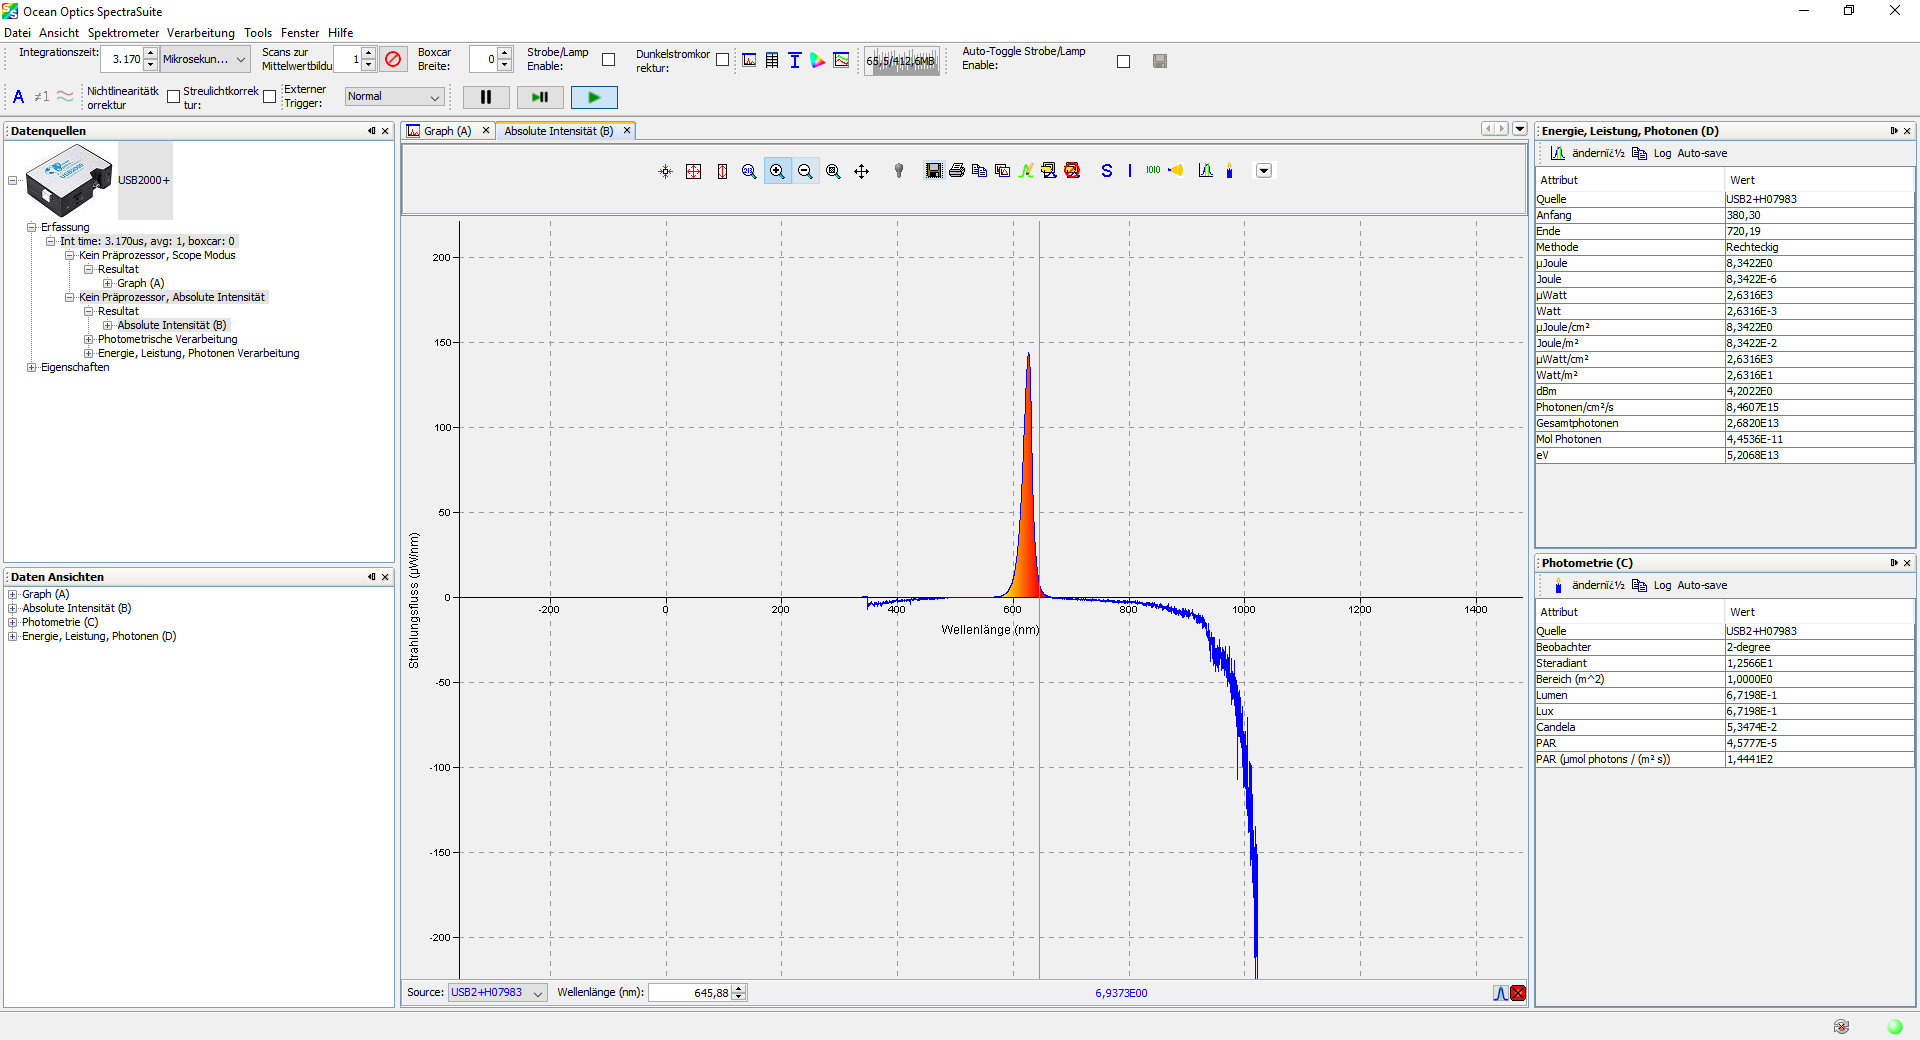 Ocean Optics SpectraSuite
Datei Ansicht Spektrometer Verarbeitung Tools Fenster Hilfe
Integrationszeit: 3.170 Mikrosekun... Scans zur Mittelwertbildu 1 Boxcar Breite: 0 Strobe/Lamp Enable: Dunkelstromkor rektur: 65,5/412,6MB Auto-Toggle Strobe/Lamp Enable:
A ≠1 Nichtlinearitätk orrektur Streulichtkorrek tur: Externer Trigger: Normal
Datenquellen
USB2000+
Erfassung
Int time: 3.170us, avg: 1, boxcar: 0
Kein Präprozessor, Scope Modus
Resultat
Graph (A)
Kein Präprozessor, Absolute Intensität
Resultat
Absolute Intensität (B)
Photometrische Verarbeitung
Energie, Leistung, Photonen Verarbeitung
Eigenschaften
Daten Ansichten
Graph (A)
Absolute Intensität (B)
Photometrie (C)
Energie, Leistung, Photonen (D)
Graph (A) Absolute Intensität (B)
S I 1010
200
150
100
50
0
-50
-100
-150
-200
-200 0 200 400 600 800 1000 1200 1400
Wellenlänge (nm)
Strahlungsfluss (µW/nm)
Source: USB2+H07983 Wellenlänge (nm): 645,88 6,9373E00
Energie, Leistung, Photonen (D)
ändernï¿½ Log Auto-save
Attribut Wert
Quelle USB2+H07983
Anfang 380,30
Ende 720,19
Methode Rechteckig
µJoule 8,3422E0
Joule 8,3422E-6
µWatt 2,6316E3
Watt 2,6316E-3
µJoule/cm² 8,3422E0
Joule/m² 8,3422E-2
µWatt/cm² 2,6316E3
Watt/m² 2,6316E1
dBm 4,2022E0
Photonen/cm²/s 8,4607E15
Gesamtphotonen 2,6820E13
Mol Photonen 4,4536E-11
eV 5,2068E13
Photometrie (C)
ändernï¿½ Log Auto-save
Attribut Wert
Quelle USB2+H07983
Beobachter 2-degree
Steradiant 1,2566E1
Bereich (m^2) 1,0000E0
Lumen 6,7198E-1
Lux 6,7198E-1
Candela 5,3474E-2
PAR 4,5777E-5
PAR (µmol photons / (m² s)) 1,4441E2